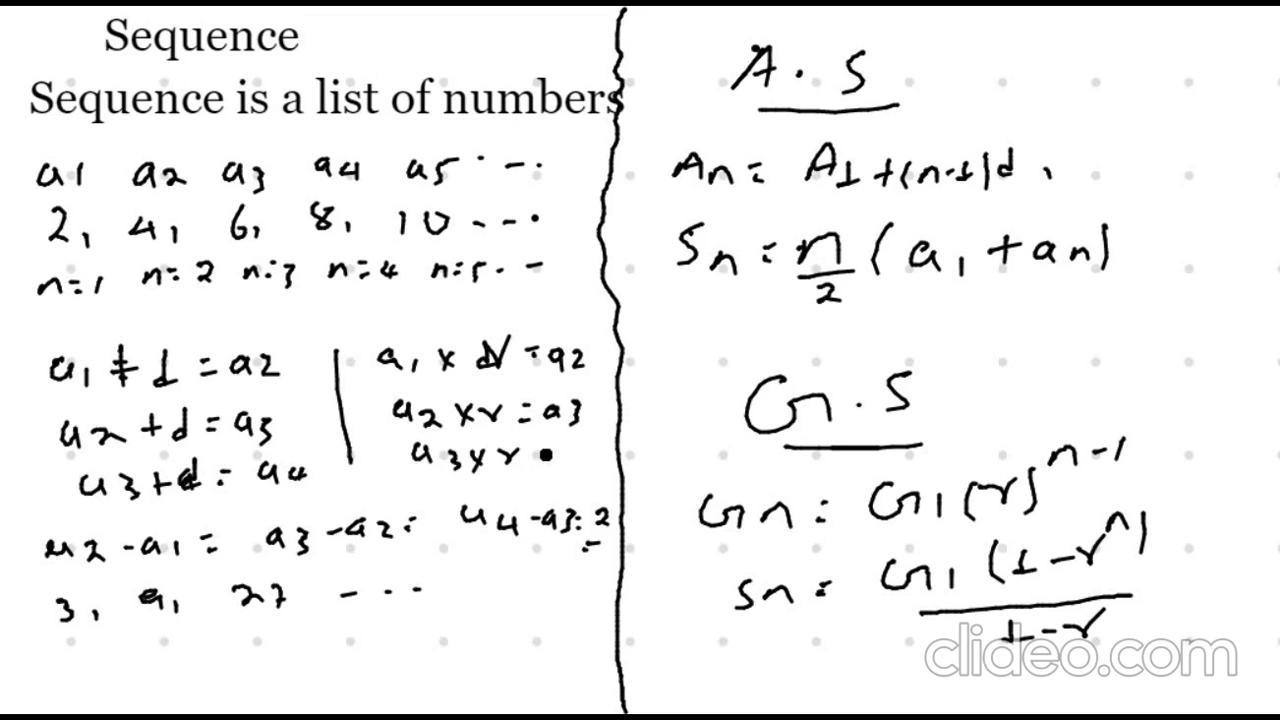 Sequence
Sequence is a list of numbers
a1 a2 a3 a4 a5 . - .
2, 4, 6, 8, 10 - - .
n=1 n=2 n=3 n=4 n=5 . -
a1 + d = a2
a2 + d = a3
a3 + d = a4
a1 x r = a2
a2 x r = a3
a3 x r
a2 - a1 = a3 - a2 = a4 - a3 = 2
3, 9, 27 - . .
A . S
An = A1 + (n-1)d ,
Sn = n/2 (a1 + an)
G . S
Gn = G1 (r)^n-1
Sn = G1 (1 - r^n) / 1 - r
clideo.com